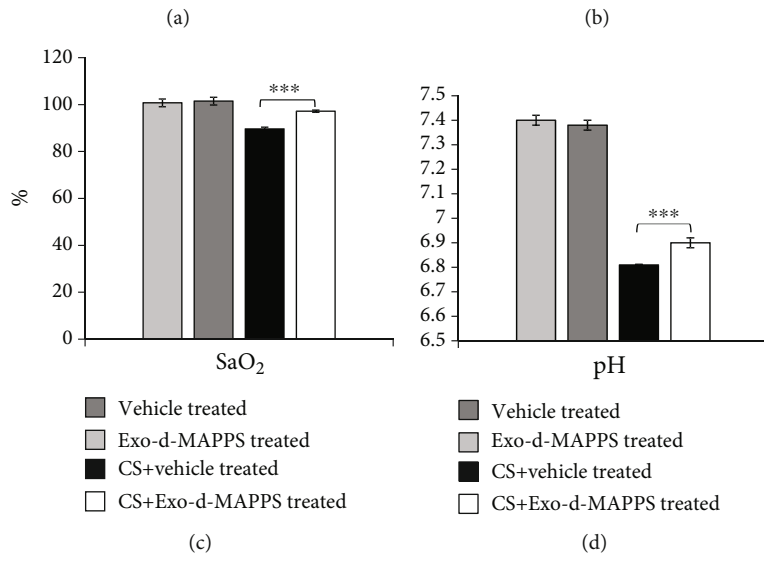 (a)
(b)
120
100
80
60
40
20
0
%
***
SaO₂
Vehicle treated
Exo-d-MAPPS treated
CS+vehicle treated
CS+Exo-d-MAPPS treated
(c)
7.5
7.4
7.3
7.2
7.1
7
6.9
6.8
6.7
6.6
6.5
***
pH
Vehicle treated
Exo-d-MAPPS treated
CS+vehicle treated
CS+Exo-d-MAPPS treated
(d)